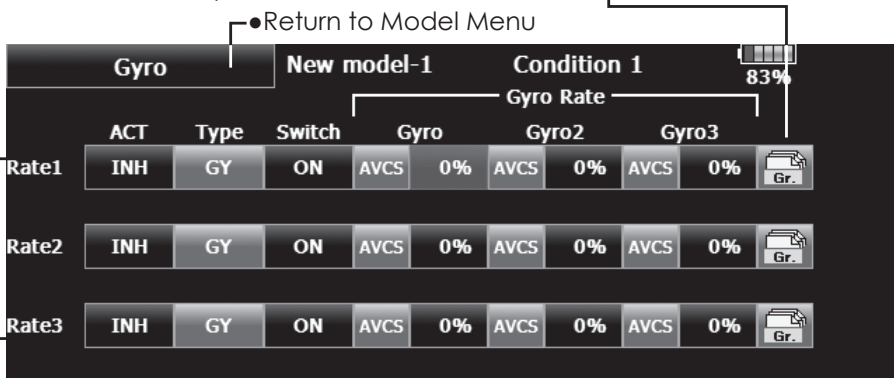 ●Return to Model Menu
Gyro New model-1 Condition 1 83%
Gyro Rate
ACT Type Switch Gyro Gyro2 Gyro3
Rate1 INH GY ON AVCS 0% AVCS 0% AVCS 0% Gr.
Rate2 INH GY ON AVCS 0% AVCS 0% AVCS 0% Gr.
Rate3 INH GY ON AVCS 0% AVCS 0% AVCS 0% Gr.